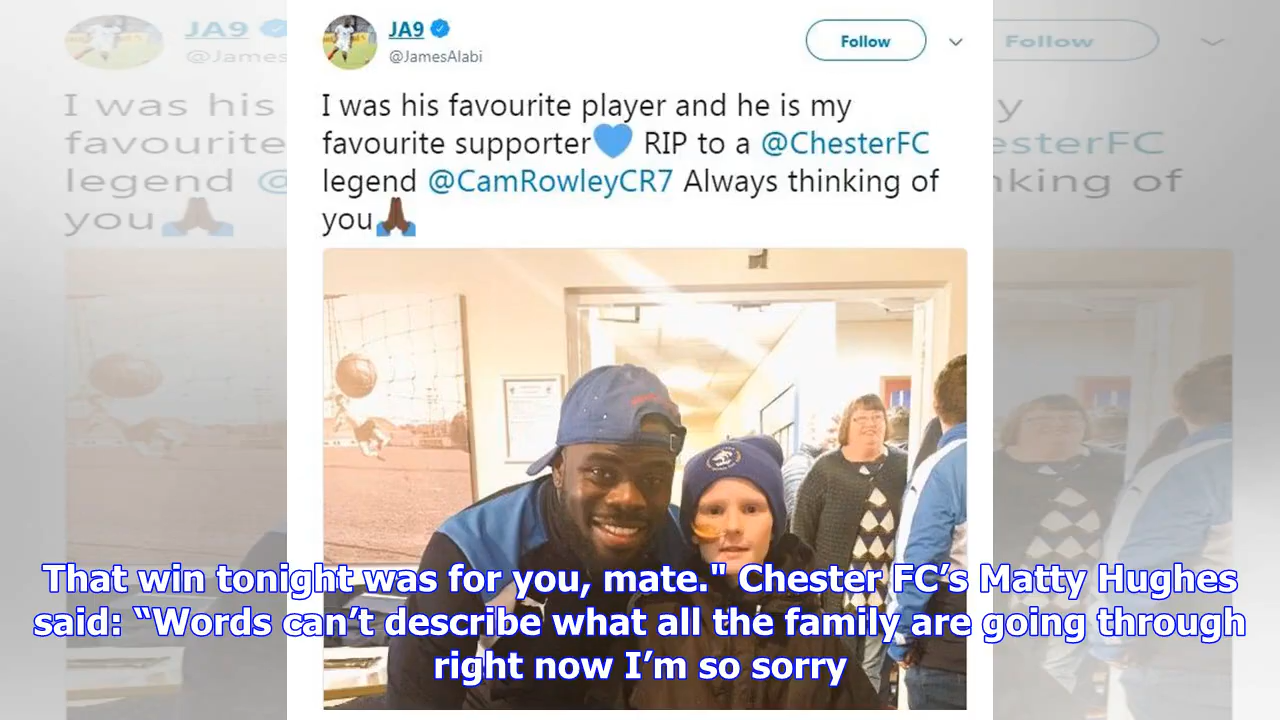 JA9
@JamesAlabi
Follow
I was his favourite player and he is my
favourite supporter💙 RIP to a @ChesterFC
legend @CamRowleyCR7 Always thinking of
you🙏🏾
That win tonight was for you, mate." Chester FC’s Matty Hughes
said: “Words can’t describe what all the family are going through
right now I’m so sorry